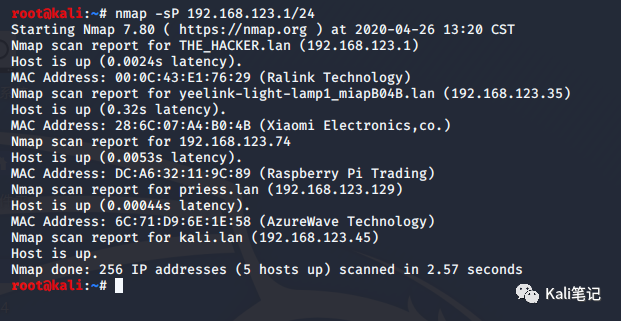 root@kali:~# nmap -sP 192.168.123.1/24
Starting Nmap 7.80 ( https://nmap.org ) at 2020-04-26 13:20 CST
Nmap scan report for THE_HACKER.lan (192.168.123.1)
Host is up (0.0024s latency).
MAC Address: 00:0C:43:E1:76:29 (Ralink Technology)
Nmap scan report for yeelink-light-lamp1_miapB04B.lan (192.168.123.35)
Host is up (0.32s latency).
MAC Address: 28:6C:07:A4:B0:4B (Xiaomi Electronics,co.)
Nmap scan report for 192.168.123.74
Host is up (0.0053s latency).
MAC Address: DC:A6:32:11:9C:89 (Raspberry Pi Trading)
Nmap scan report for priess.lan (192.168.123.129)
Host is up (0.00044s latency).
MAC Address: 6C:71:D9:6E:1E:58 (AzureWave Technology)
Nmap scan report for kali.lan (192.168.123.45)
Host is up.
Nmap done: 256 IP addresses (5 hosts up) scanned in 2.57 seconds
root@kali:~#
Kali笔记